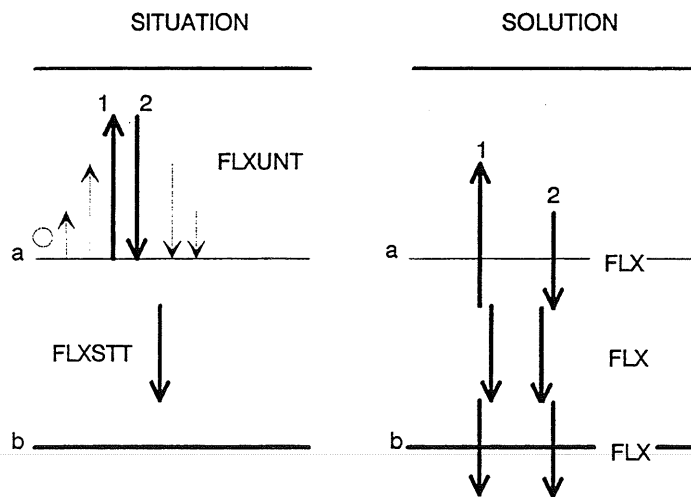 SITUATION
SOLUTION
1 2
FLXUNT
a
FLXSTT
b
1
2
a
FLX
FLX
b
FLX